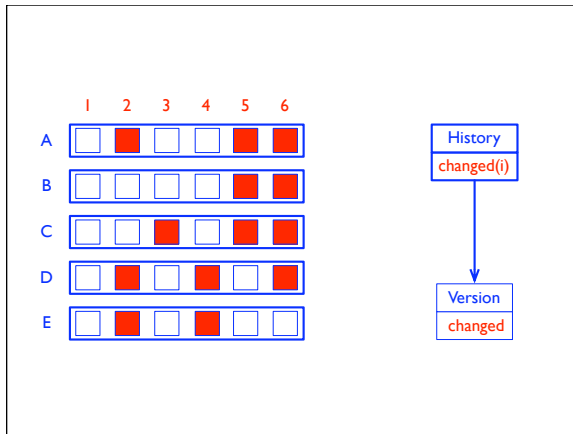 1 2 3 4 5 6
A
B
C
D
E
History
changed(i)
Version
changed